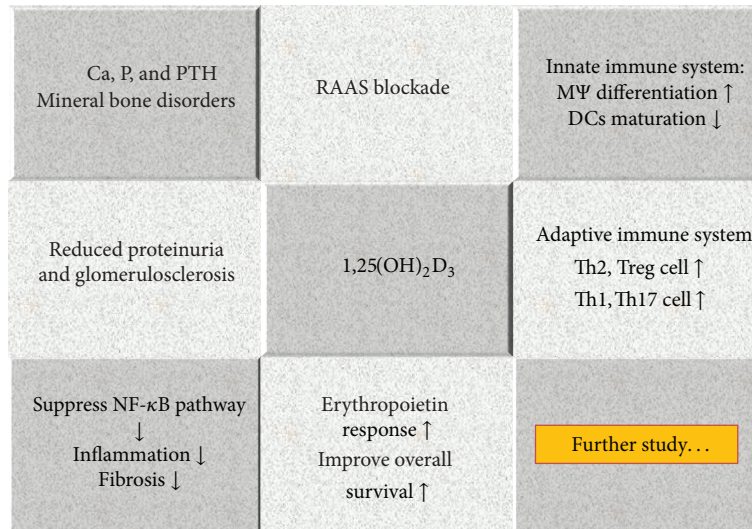 Ca, P, and PTH
Mineral bone disorders
RAAS blockade
Innate immune system:
MΨ differentiation ↑
DCs maturation ↓
Reduced proteinuria
and glomerulosclerosis
1,25(OH)₂D₃
Adaptive immune system
Th2, Treg cell ↑
Th1, Th17 cell ↑
Suppress NF-κB pathway
↓
Inflammation ↓
Fibrosis ↓
Erythropoietin
response ↑
Improve overall
survival ↑
Further study...